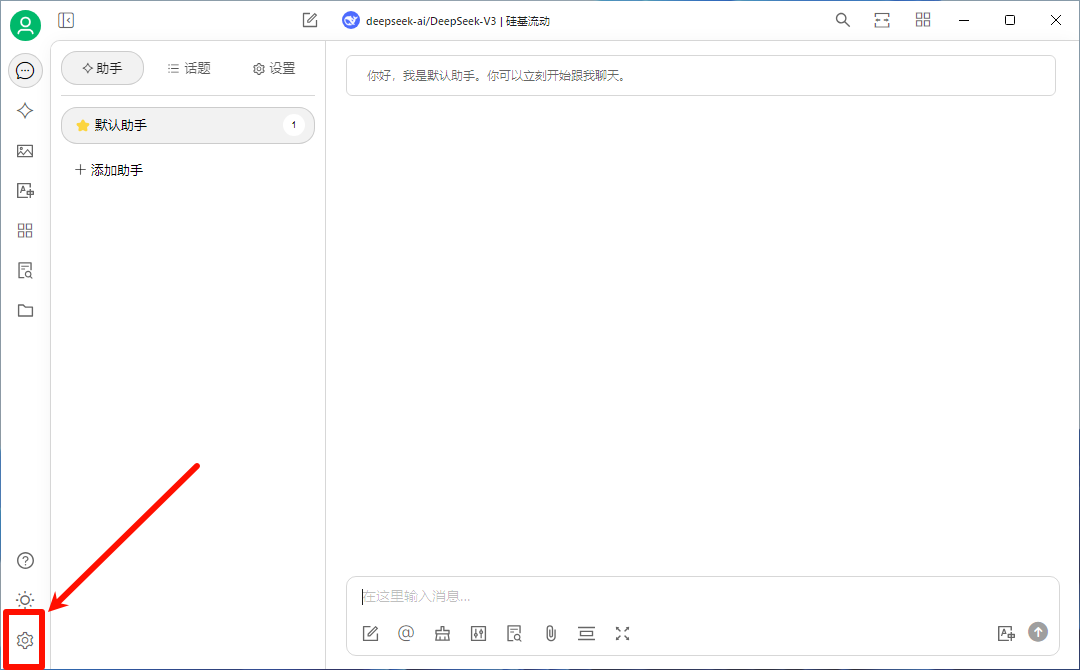 deepseek-ai/DeepSeek-V3 | 硅基流动
助手
话题
设置
你好，我是默认助手。你可以立刻开始跟我聊天。
默认助手 1
添加助手
在这里输入消息...